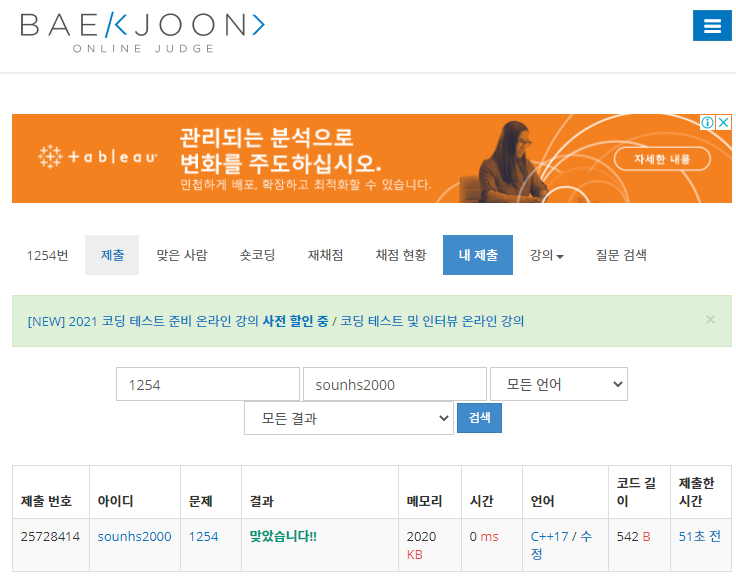 BAE/<JOON>
ONLINE JUDGE
+ableau
관리되는 분석으로
변화를 주도하십시오.
민첩하게 배포, 확장하고 최적화할 수 있습니다.
자세한 내용
1254번 제출 맞은 사람 숏코딩 재채점 채점 현황 내 제출 강의 질문 검색
[NEW] 2021 코딩 테스트 준비 온라인 강의 사전 할인 중 / 코딩 테스트 및 인터뷰 온라인 강의 ×
1254 sounhs2000 모든 언어
모든 결과 검색
제출 번호 아이디 문제 결과 메모리 시간 언어 코드 길이 제출한 시간
25728414 sounhs2000 1254 맞았습니다!! 2020 KB 0 ms C++17 / 수정 542 B 51초 전